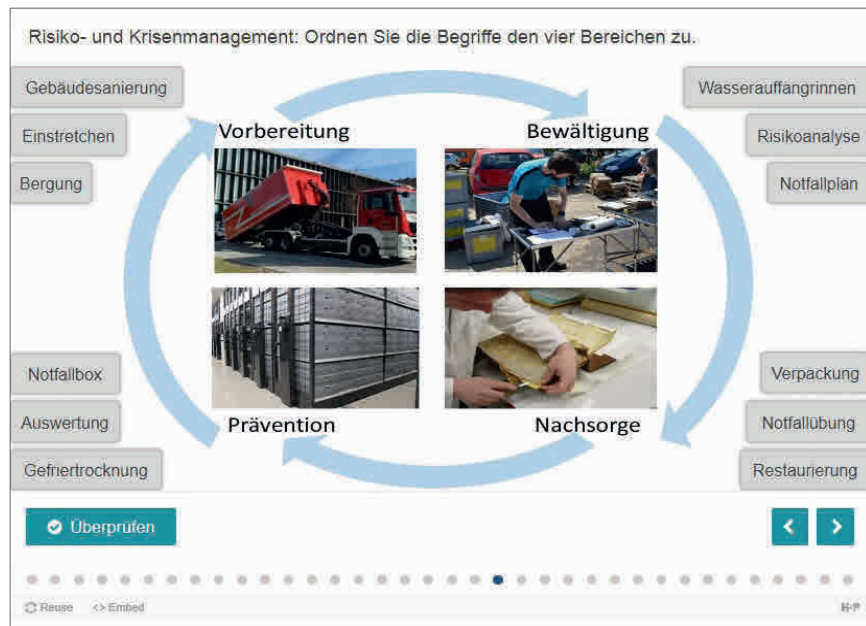 Risiko- und Krisenmanagement: Ordnen Sie die Begriffe den vier Bereichen zu.
Gebäudesanierung
Wasserauffangrinnen
Einstretchen
Vorbereitung
Bewältigung
Risikoanalyse
Bergung
Notfallplan
Notfallbox
Verpackung
Auswertung
Prävention
Nachsorge
Notfallübung
Gefriertrocknung
Restaurierung
Überprüfen
Reuse
<> Embed
H-P